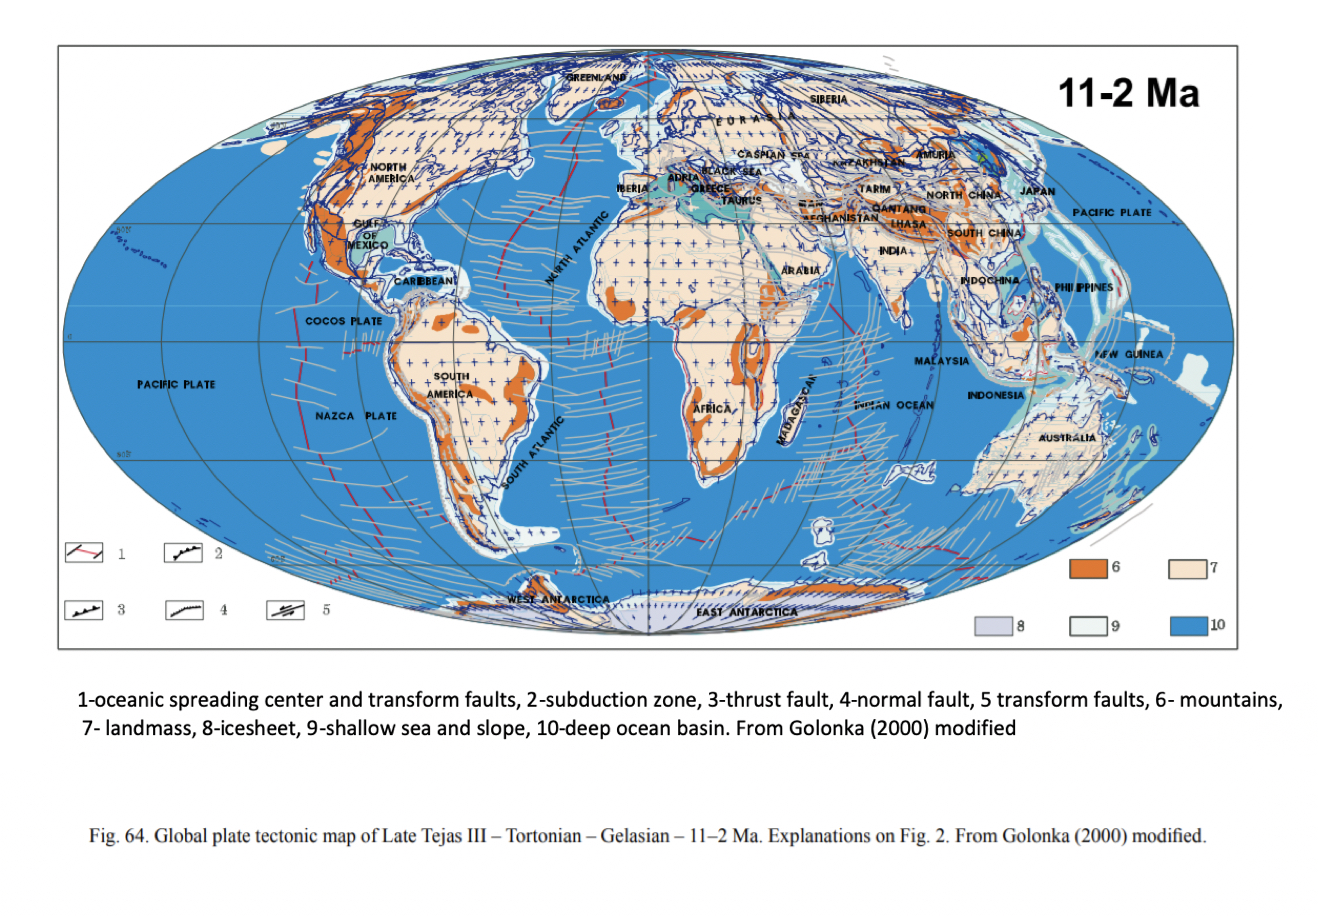 11-2 Ma
GREENLAND
SIBERIA
EURASIA
CASPIAN SEA
KAZAKHSTAN
AMURIA
NORTH
AMERICA
BLACK SEA
ADRIA
IBERIA
GREECE
TAURUS
TARIM
NORTH CHINA
JAPAN
IRAN
AFGHANISTAN
QANTANG
LHASA
SOUTH CHINA
PACIFIC PLATE
GULF
OF
MEXICO
NORTH ATLANTIC
INDIA
ARABIA
CARIBBEAN
INDOCHINA
PHILIPPINES
COCOS PLATE
MALAYSIA
NEW GUINEA
PACIFIC PLATE
SOUTH
AMERICA
INDONESIA
NAZCA PLATE
AFRICA
MADAGASCAR
INDIAN OCEAN
SOUTH ATLANTIC
AUSTRALIA
WEST ANTARCTICA
EAST ANTARCTICA
1
2
3
4
5
6
7
8
9
10
1-oceanic spreading center and transform faults, 2-subduction zone, 3-thrust fault, 4-normal fault, 5 transform faults, 6- mountains,
7- landmass, 8-icesheet, 9-shallow sea and slope, 10-deep ocean basin. From Golonka (2000) modified
Fig. 64. Global plate tectonic map of Late Tejas III – Tortonian – Gelasian – 11–2 Ma. Explanations on Fig. 2. From Golonka (2000) modified.